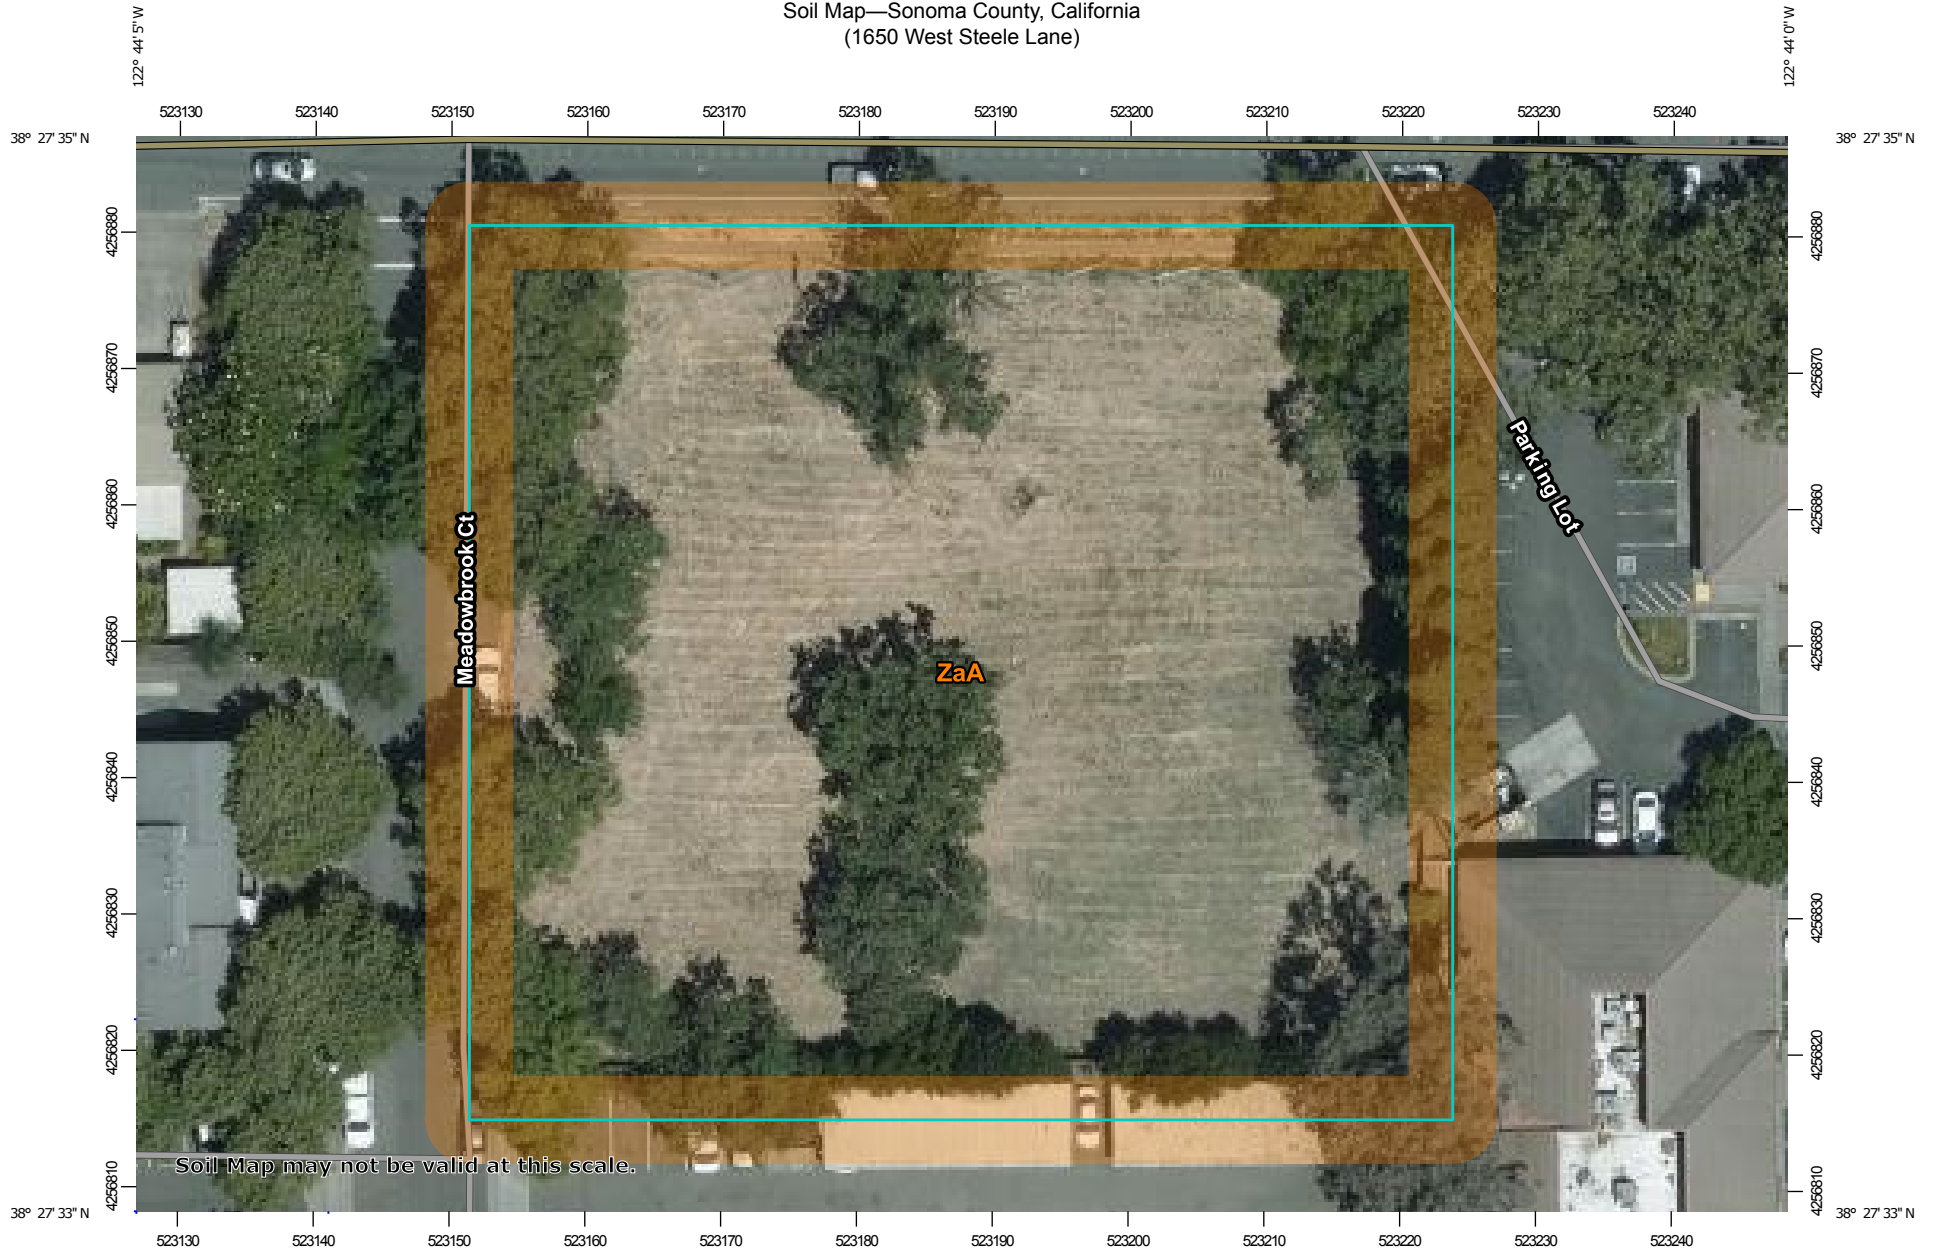 Soil Map—Sonoma County, California
(1650 West Steele Lane)
122° 44' 5'' W
122° 44' 0'' W
523130 523140 523150 523160 523170 523180 523190 523200 523210 523220 523230 523240
38° 27' 35'' N
38° 27' 35'' N
4256880
4256870
4256860
4256850
4256840
4256830
4256820
4256810
4256880
4256870
4256860
4256850
4256840
4256830
4256820
4256810
Meadowbrook Ct
Parking Lot
ZaA
Soil Map may not be valid at this scale.
38° 27' 33'' N
38° 27' 33'' N
523130 523140 523150 523160 523170 523180 523190 523200 523210 523220 523230 523240